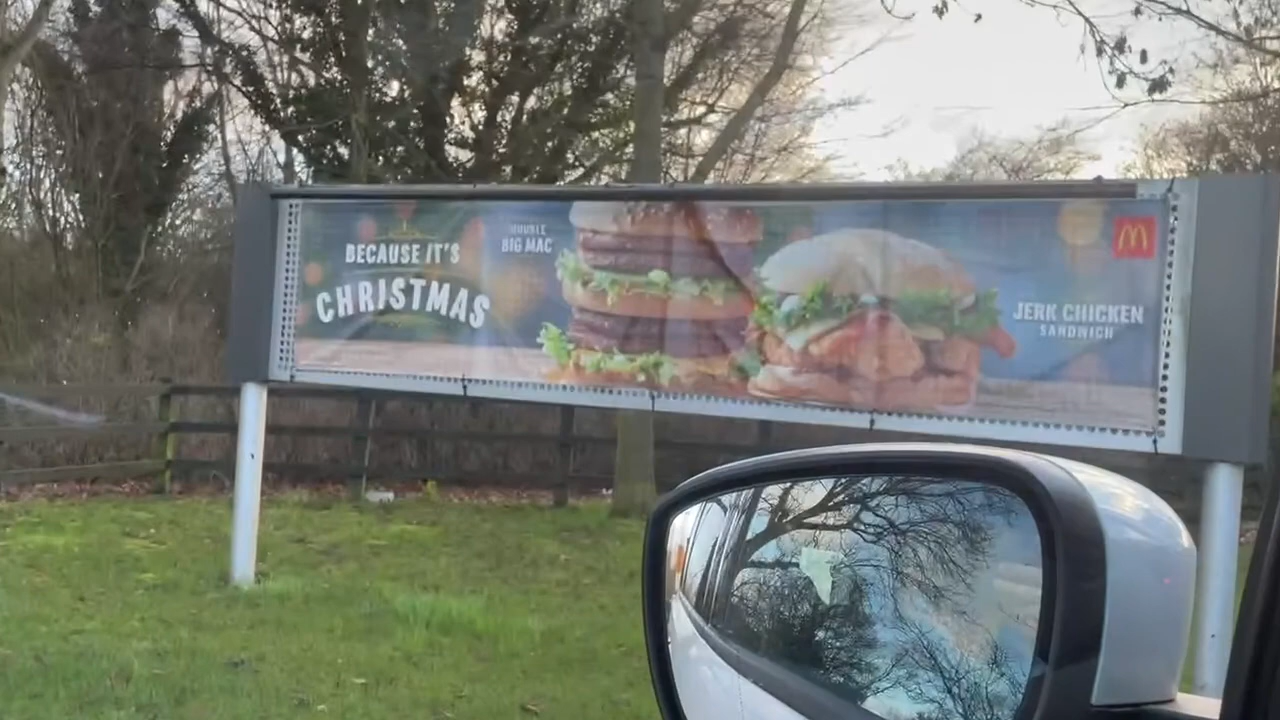 BECAUSE IT'S
CHRISTMAS
DOUBLE
BIG MAC
JERK CHICKEN
SANDWICH